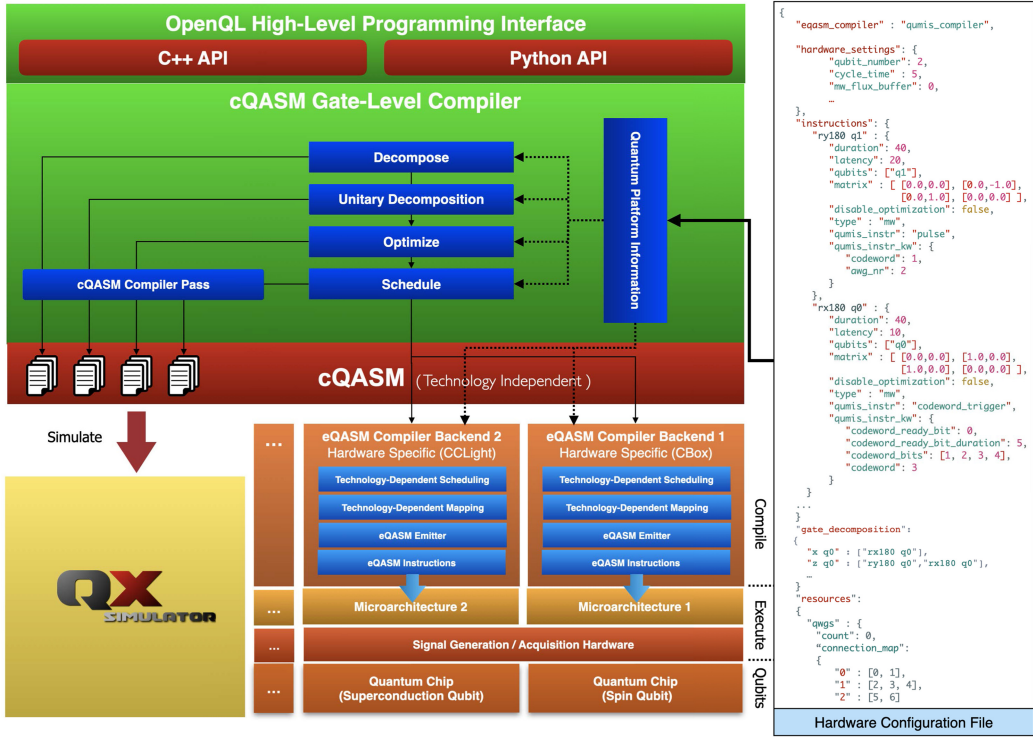 OpenQL High-Level Programming Interface
C++ API
Python API
cQASM Gate-Level Compiler
Decompose
Unitary Decomposition
Optimize
Schedule
cQASM Compiler Pass
Quantum Platform Information
cQASM ( Technology Independent )
Simulate
QX
SIMULATOR
...
eQASM Compiler Backend 2
Hardware Specific (CCLight)
Technology-Dependent Scheduling
Technology-Dependent Mapping
eQASM Emitter
eQASM Instructions
eQASM Compiler Backend 1
Hardware Specific (CBox)
Technology-Dependent Scheduling
Technology-Dependent Mapping
eQASM Emitter
eQASM Instructions
Compile
...
Microarchitecture 2
Microarchitecture 1
Execute
...
Signal Generation / Acquisition Hardware
...
Quantum Chip
(Superconduction Qubit)
Quantum Chip
(Spin Qubit)
Qubits
{
"eqasm_compiler" : "qumis_compiler",
"hardware_settings": {
"qubit_number": 2,
"cycle_time" : 5,
"mw_flux_buffer": 0,
…
},
"instructions": {
"ry180 q1" : {
"duration": 40,
"latency": 20,
"qubits": ["q1"],
"matrix" : [ [0.0,0.0], [0.0,-1.0],
[0.0,1.0], [0.0,0.0] ],
"disable_optimization": false,
"type" : "mw",
"qumis_instr": "pulse",
"qumis_instr_kw": {
"codeword": 1,
"awg_nr": 2
}
},
"rx180 q0" : {
"duration": 40,
"latency": 10,
"qubits": ["q0"],
"matrix" : [ [0.0,0.0], [1.0,0.0],
[1.0,0.0], [0.0,0.0] ],
"disable_optimization": false,
"type" : "mw",
"qumis_instr": "codeword_trigger",
"qumis_instr_kw": {
"codeword_ready_bit": 0,
"codeword_ready_bit_duration": 5,
"codeword_bits": [1, 2, 3, 4],
"codeword": 3
}
}
...
}
"gate_decomposition":
{
"x q0" : ["rx180 q0"],
"z q0" : ["ry180 q0","rx180 q0"],
…
}
"resources":
{
"qwgs" : {
"count": 0,
“connection_map":
{
"0" : [0, 1],
"1" : [2, 3, 4],
"2" : [5, 6]
Hardware Configuration File